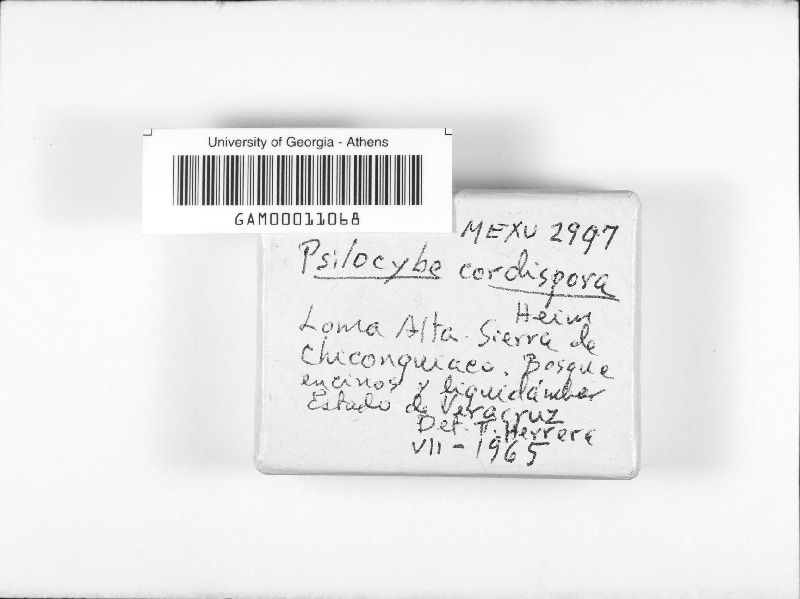 University of Georgia - Athens
GAM00011068
MEXU 2997
Psilocybe cordispora
Heim
Loma Alta. Sierra de
Chiconquiaco. Bosque
encinos y liquidámbar
Estado de Veracruz
Det. T. Herrera
VII - 1965